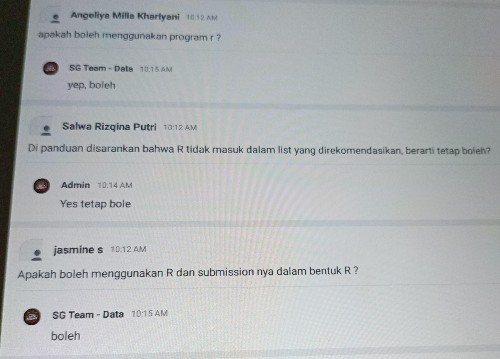 Angeliya Milla Khariyani 10:12 AM
apakah boleh menggunakan program r ?
SG Team - Data 10:15 AM
yep, boleh
Salwa Rizqina Putri 10:12 AM
Di panduan disarankan bahwa R tidak masuk dalam list yang direkomendasikan, berarti tetap boleh?
Admin 10:14 AM
Yes tetap bole
jasmine s 10:12 AM
Apakah boleh menggunakan R dan submission nya dalam bentuk R ?
SG Team - Data 10:15 AM
boleh